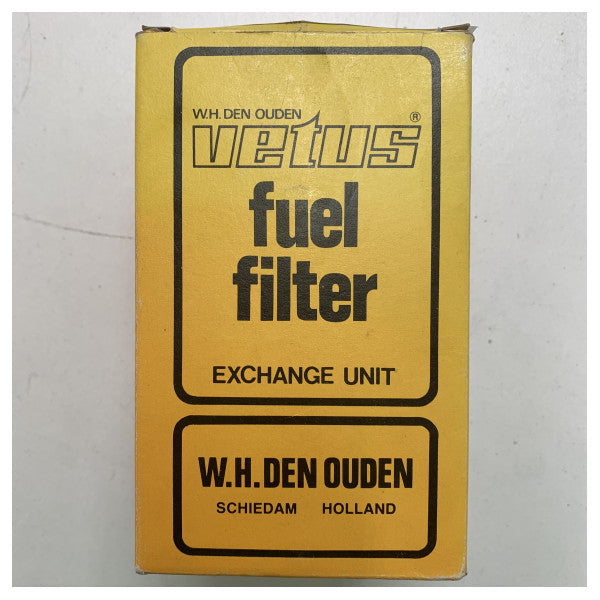 W.H. DEN OUDEN
vetus ®
fuel
filter
EXCHANGE UNIT
W.H. DEN OUDEN
SCHIEDAM HOLLAND